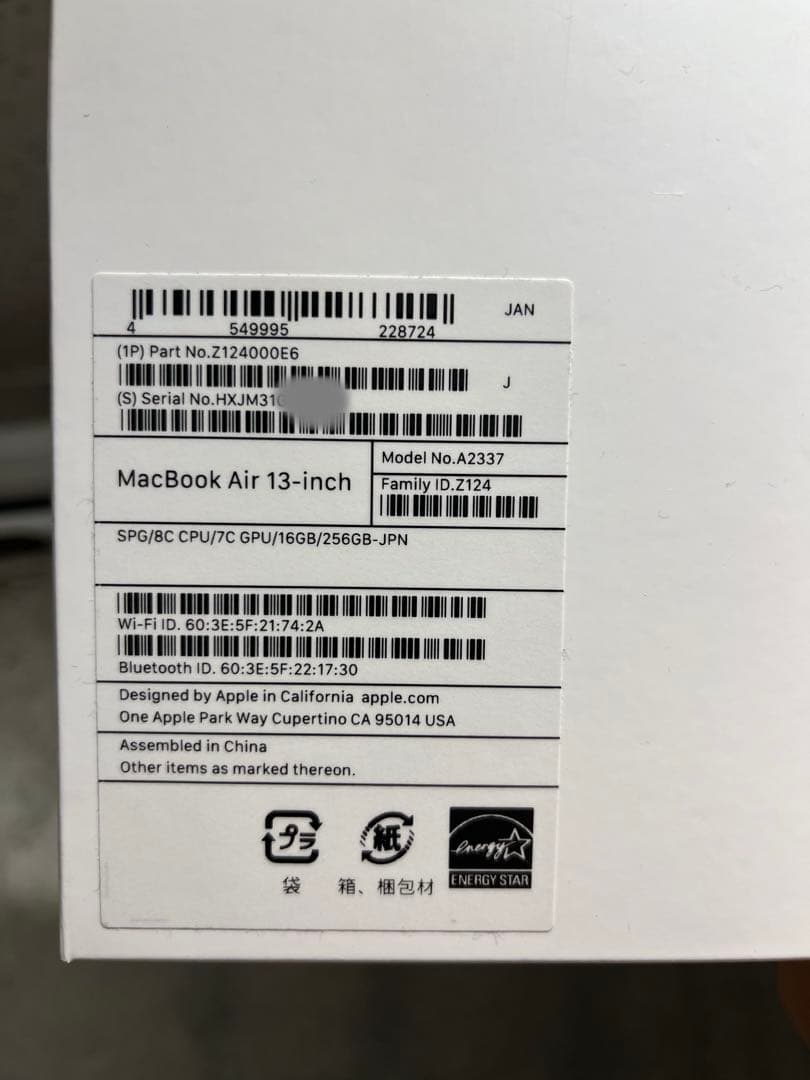 JAN
4 549995 228724
(1P) Part No.Z124000E6
J
(S) Serial No.HXJM31
MacBook Air 13-inch
Model No.A2337
Family ID.Z124
SPG/8C CPU/7C GPU/16GB/256GB-JPN
Wi-Fi ID. 60:3E:5F:21:74:2A
Bluetooth ID. 60:3E:5F:22:17:30
Designed by Apple in California apple.com
One Apple Park Way Cupertino CA 95014 USA
Assembled in China
Other items as marked thereon.
プラ 紙 energy
袋 箱、梱包材 ENERGY STAR